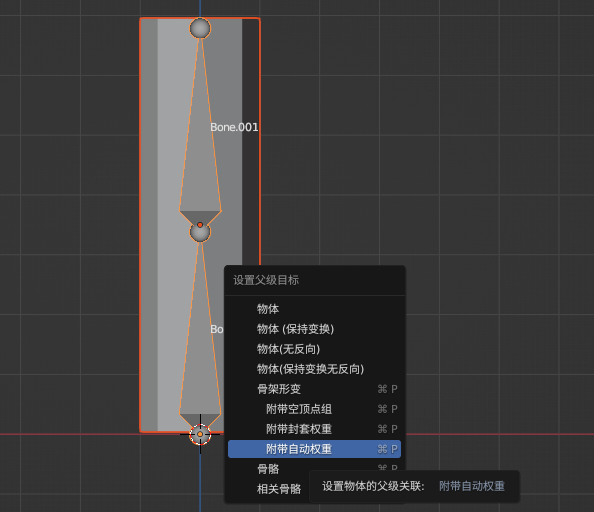 Bone.001
Bo
设置父级目标
物体
物体 (保持变换)
物体(无反向)
物体(保持变换无反向)
骨架形变 ⌘ P
附带空顶点组 ⌘ P
附带封套权重 ⌘ P
附带自动权重 ⌘ P
骨骼 ⌘ P
相关骨骼
设置物体的父级关联: 附带自动权重